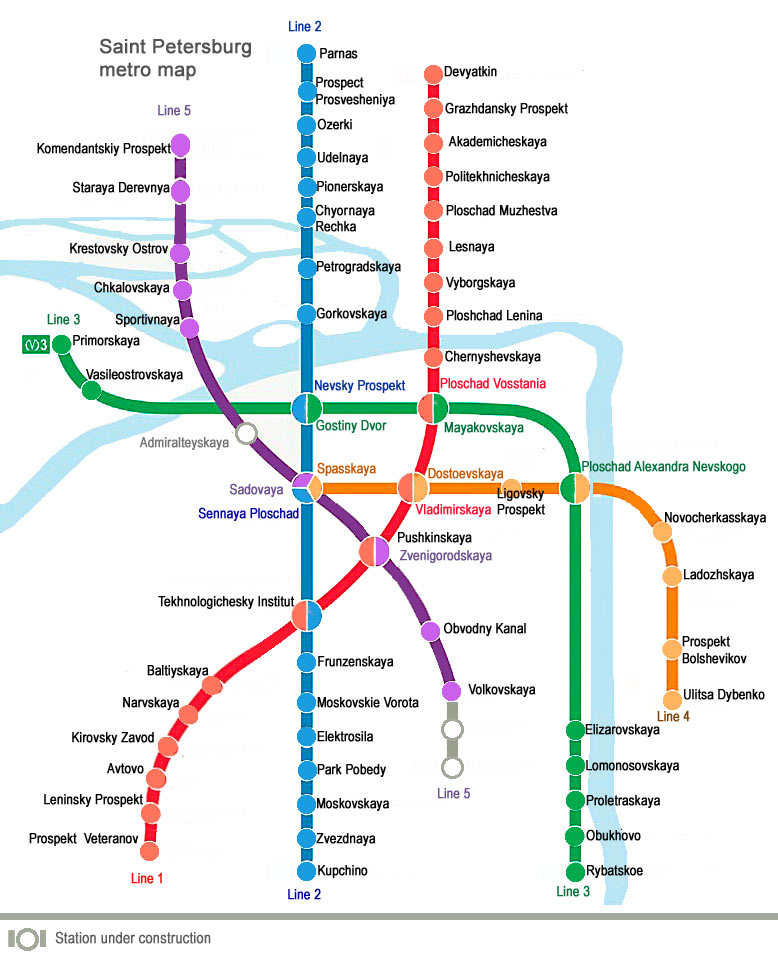 Line 2
Saint Petersburg
metro map
Parnas
Devyatkin
Prospect
Prosvesheniya
Grazhdansky Prospekt
Line 5
Ozerki
Akademicheskaya
Komendantskiy Prospekt
Udelnaya
Politekhnicheskaya
Staraya Derevnya
Pionerskaya
Chyornaya
Rechka
Ploschad Muzhestva
Krestovsky Ostrov
Lesnaya
Petrogradskaya
Chkalovskaya
Vyborgskaya
Line 3
Sportivnaya
Gorkovskaya
Ploshchad Lenina
(V)3
Primorskaya
Chernyshevskaya
Vasileostrovskaya
Nevsky Prospekt
Ploschad Vosstania
Gostiny Dvor
Mayakovskaya
Admiralteyskaya
Spasskaya
Dostoevskaya
Ploschad Alexandra Nevskogo
Sadovaya
Ligovsky
Prospekt
Sennaya Ploschad
Vladimirskaya
Novocherkasskaya
Pushkinskaya
Zvenigorodskaya
Ladozhskaya
Tekhnologichesky Institut
Obvodny Kanal
Prospekt
Bolshevikov
Frunzenskaya
Baltiyskaya
Volkovskaya
Ulitsa Dybenko
Narvskaya
Moskovskie Vorota
Line 4
Kirovsky Zavod
Elektrosila
Elizarovskaya
Avtovo
Park Pobedy
Lomonosovskaya
Line 5
Leninsky Prospekt
Moskovskaya
Proletraskaya
Prospekt Veteranov
Zvezdnaya
Obukhovo
Kupchino
Rybatskoe
Line 1
Line 2
Line 3
Station under construction